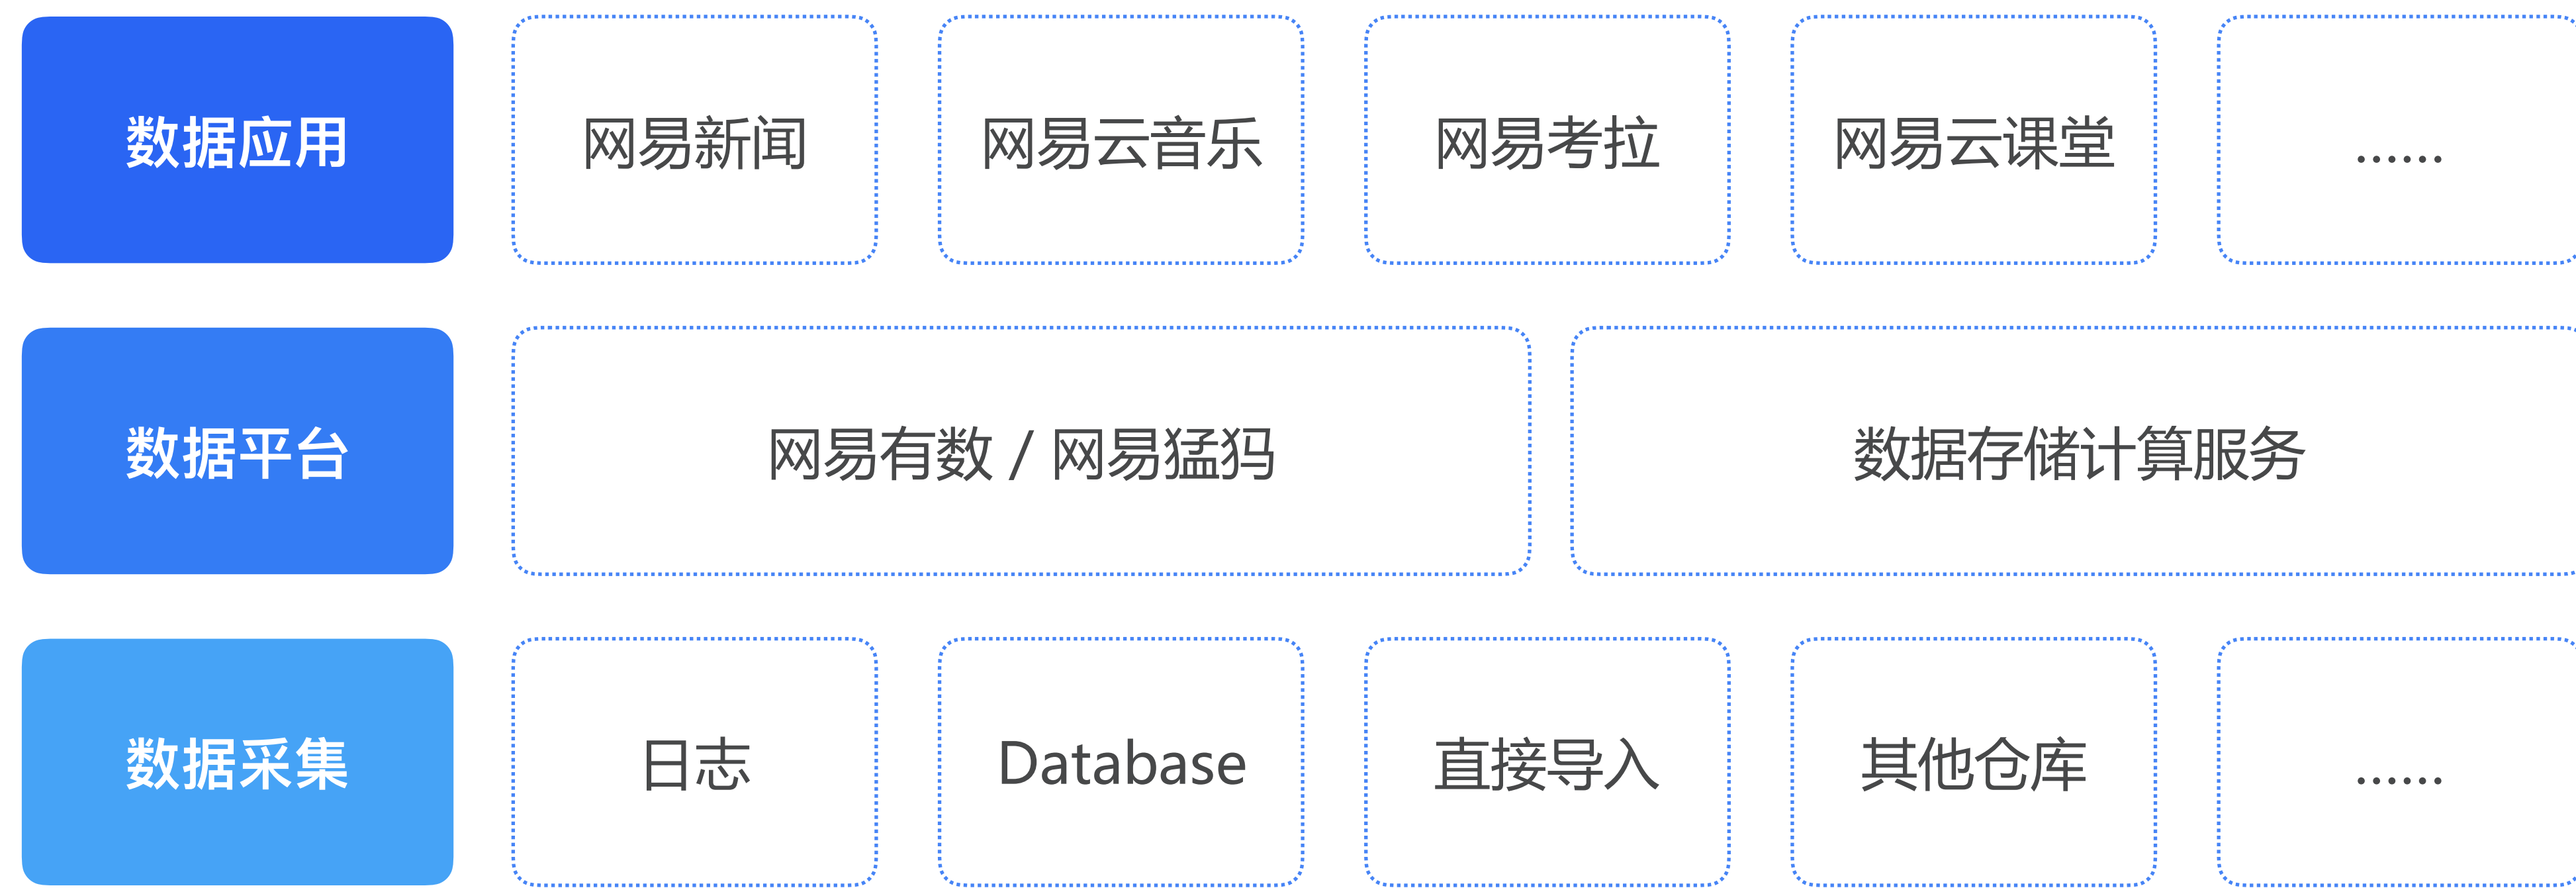 数据应用 网易新闻 网易云音乐 网易考拉 网易云课堂 ......
数据平台 网易有数 / 网易猛犸 数据存储计算服务
数据采集 日志 Database 直接导入 其他仓库 ......